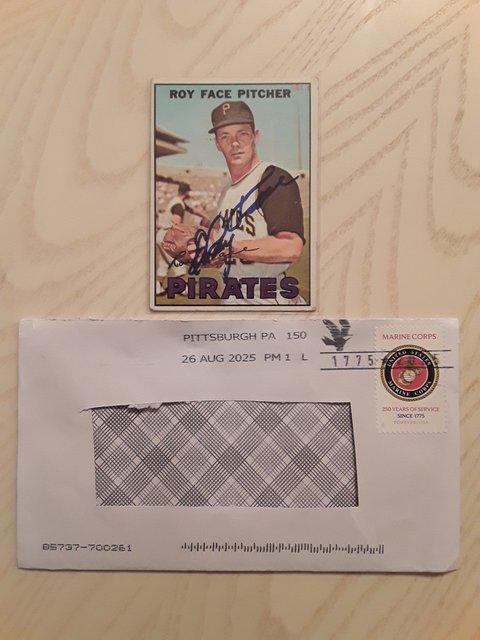 ROY FACE PITCHER
P
PIRATES
PITTSBURGH PA 150
26 AUG 2025 PM 1 L
1775
MARINE CORPS
UNITED STATES
MARINE CORPS
250 YEARS OF SERVICE
SINCE 1775
FOREVER/USA
85737-700261